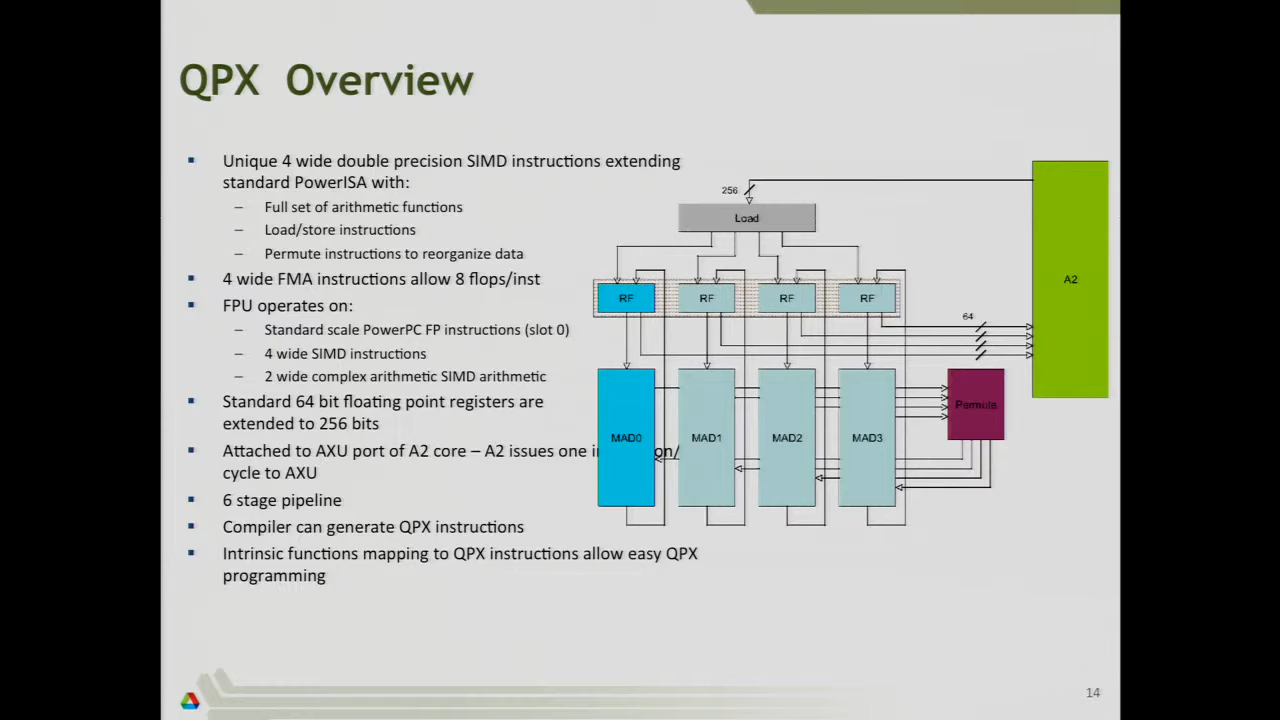 QPX Overview
Unique 4 wide double precision SIMD instructions extending
standard PowerISA with:
– Full set of arithmetic functions
– Load/store instructions
– Permute instructions to reorganize data
4 wide FMA instructions allow 8 flops/inst
FPU operates on:
– Standard scale PowerPC FP instructions (slot 0)
– 4 wide SIMD instructions
– 2 wide complex arithmetic SIMD arithmetic
Standard 64 bit floating point registers are
extended to 256 bits
Attached to AXU port of A2 core – A2 issues one
cycle to AXU
6 stage pipeline
Compiler can generate QPX instructions
Intrinsic functions mapping to QPX instructions allow easy QPX
programming
256
Load
RF
RF
RF
RF
A2
64
MAD0
MAD1
MAD2
MAD3
Permute
14